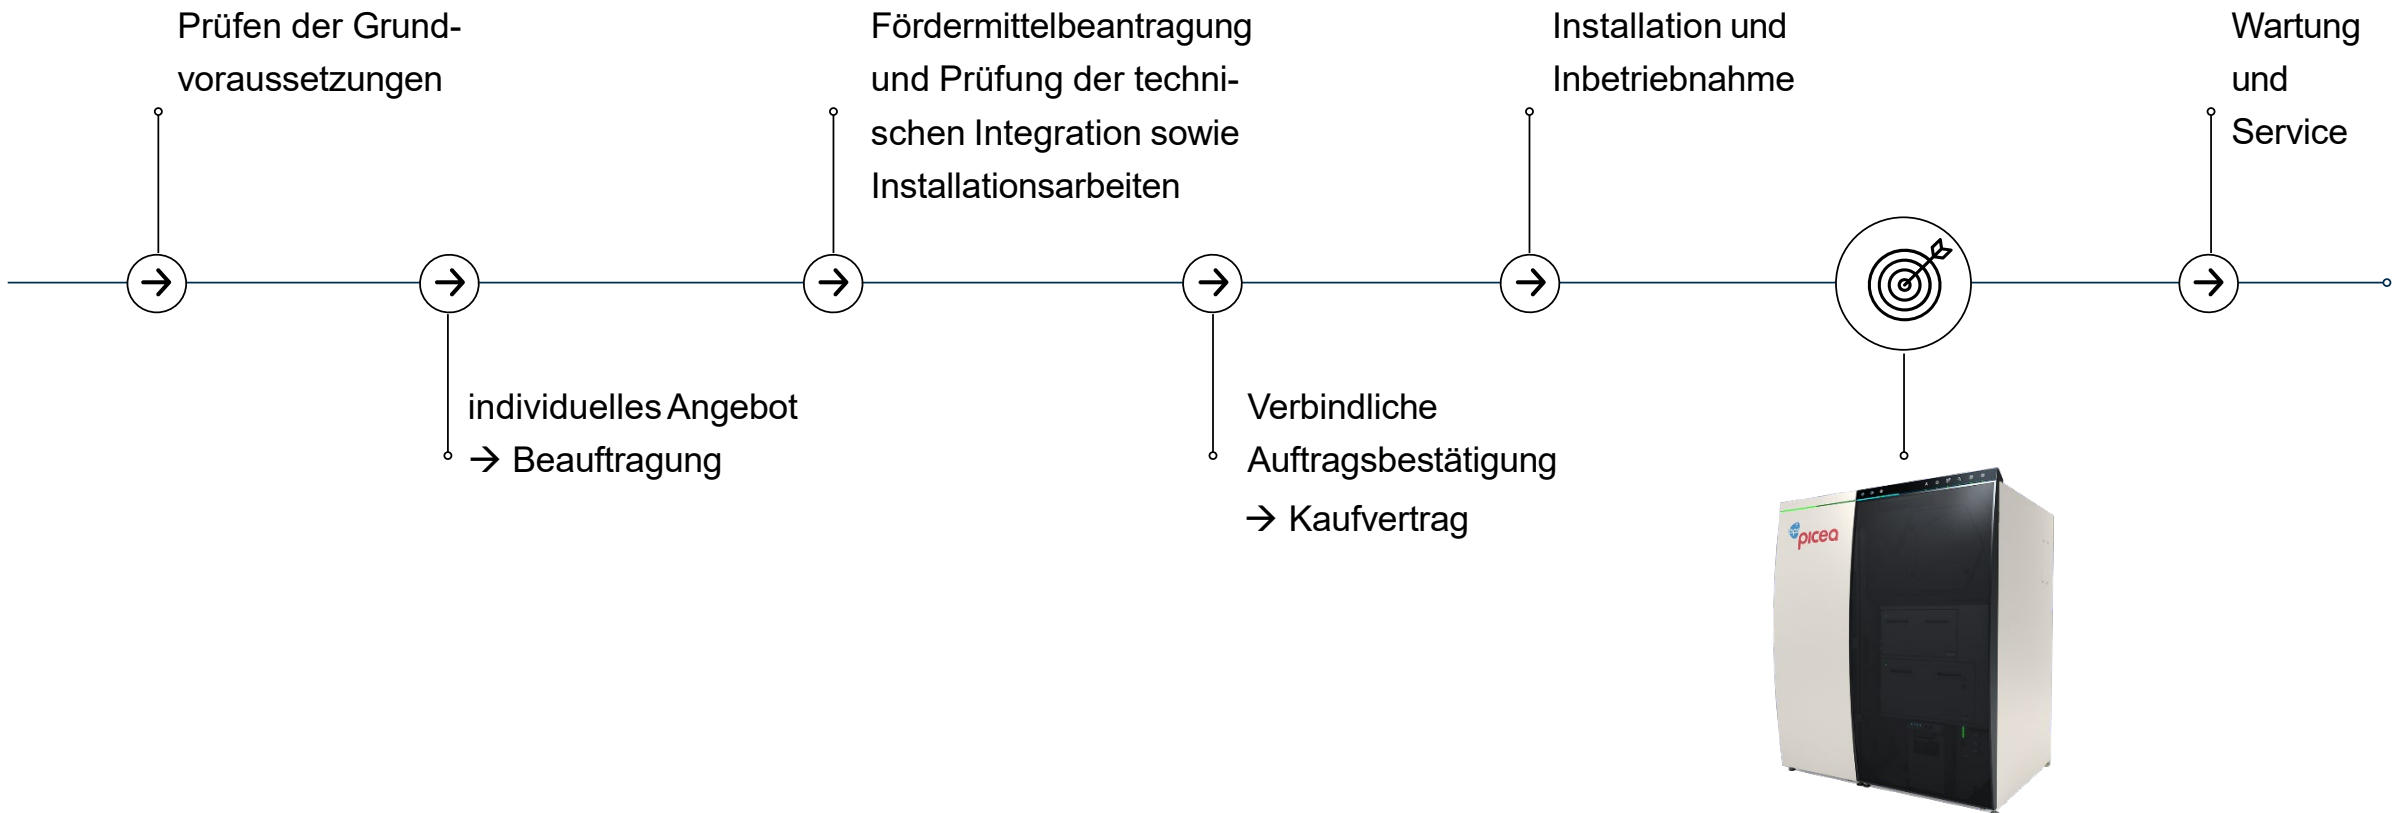 Prüfen der Grund-
voraussetzungen
individuelles Angebot
→ Beauftragung
Fördermittelbeantragung
und Prüfung der techni-
schen Integration sowie
Installationsarbeiten
Verbindliche
Auftragsbestätigung
→ Kaufvertrag
Installation und
Inbetriebnahme
picea
Wartung
und
Service